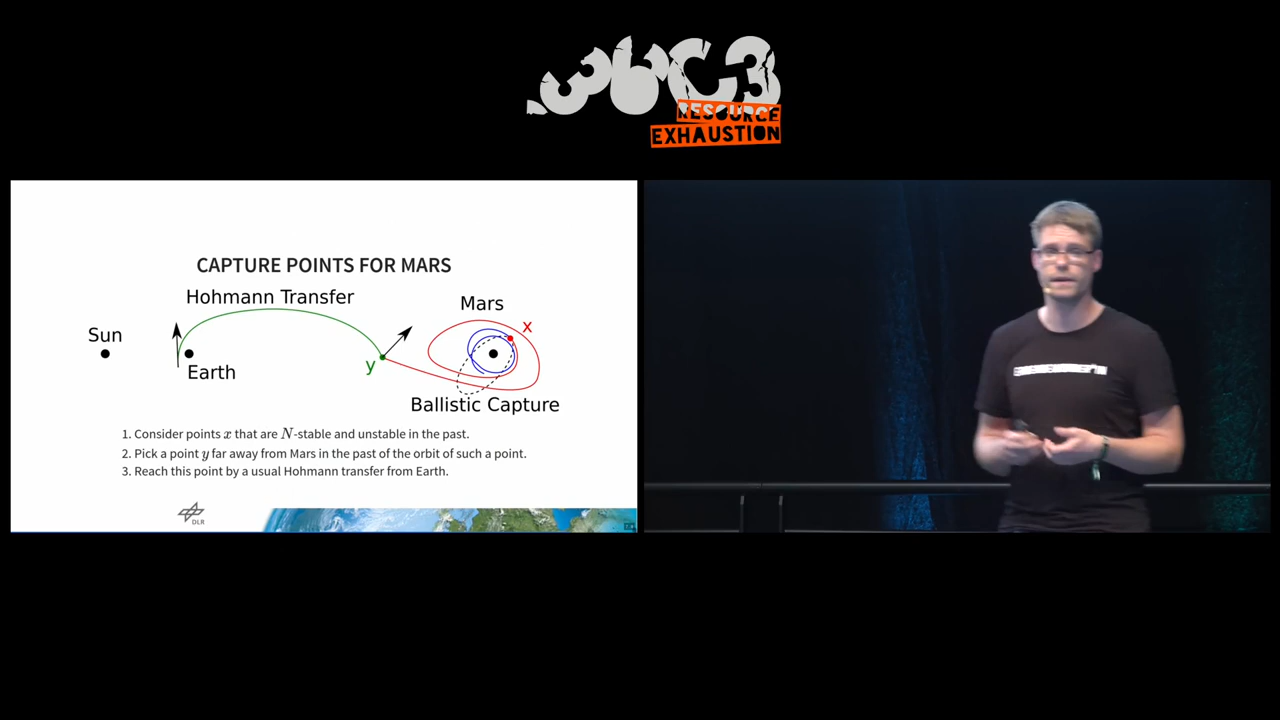 36C3
RESOURCE
EXHAUSTION
CAPTURE POINTS FOR MARS
Hohmann Transfer
Mars
x
Sun
Earth
y
Ballistic Capture
1. Consider points x that are N-stable and unstable in the past.
2. Pick a point y far away from Mars in the past of the orbit of such a point.
3. Reach this point by a usual Hohmann transfer from Earth.
DLR